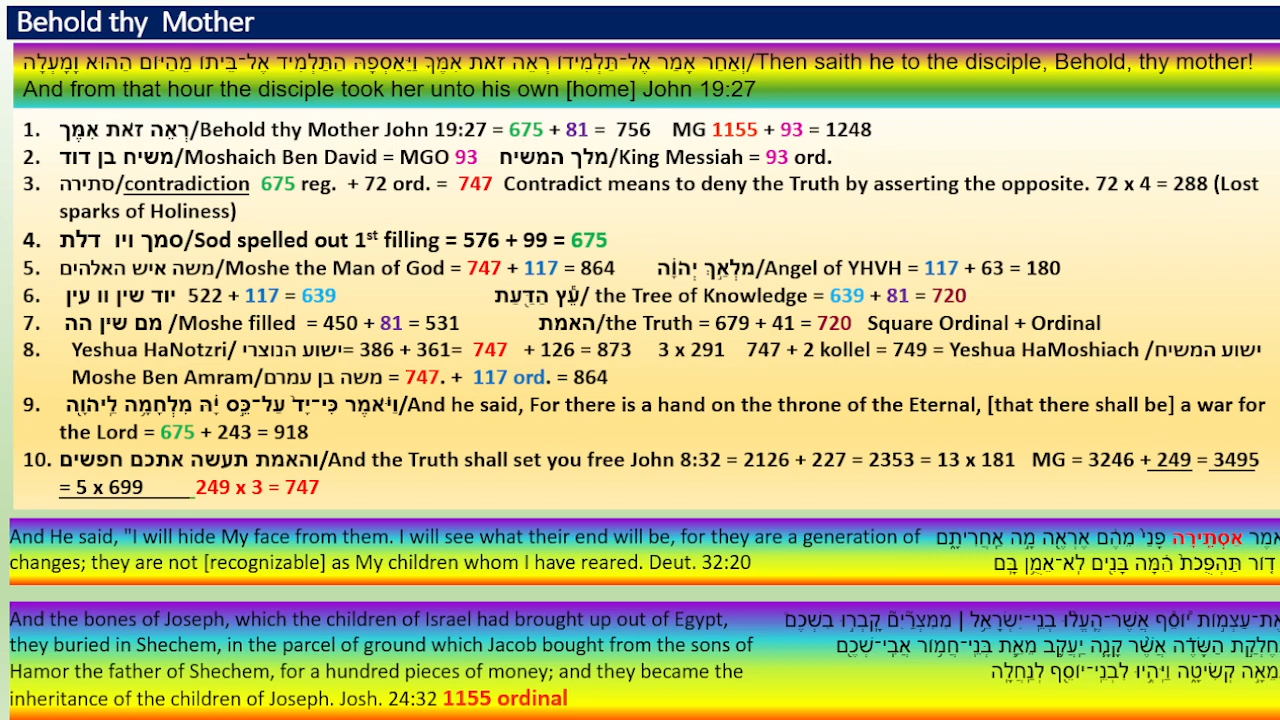 Behold thy Mother
וְאַחַר אָמַר אֶל־תַּלְמִידוֹ רְאֵה זֹאת אִמֶּךָ וַיַּאַסְפָהּ הַתַּלְמִיד אֶל־בֵּיתוֹ מֵהַיּוֹם הַהוּא וָמָעְלָה/Then saith he to the disciple, Behold, thy mother!
And from that hour the disciple took her unto his own [home] John 19:27
1. רְאֵה זֹאת אִמֶּךָ/Behold thy Mother John 19:27 = 675 + 81 = 756 MG 1155 + 93 = 1248
2. משיח בן דוד/Moshaich Ben David = MGO 93 מלך המשיח/King Messiah = 93 ord.
3. סתירה/contradiction 675 reg. + 72 ord. = 747 Contradict means to deny the Truth by asserting the opposite. 72 x 4 = 288 (Lost
sparks of Holiness)
4. סמך ויו דלת/Sod spelled out 1st filling = 576 + 99 = 675
5. משה איש האלהים/Moshe the Man of God = 747 + 117 = 864 מַלְאַ֣ךְ יְהוָ֗ה/Angel of YHVH = 117 + 63 = 180
6. יוד שין וו עין 522 + 117 = 639 עֵ֕ץ הַדַּ֖עַת/ the Tree of Knowledge = 639 + 81 = 720
7. מם שין הה /Moshe filled = 450 + 81 = 531 האמת/the Truth = 679 + 41 = 720 Square Ordinal + Ordinal
8. Yeshua HaNotzri/ ישוע הנוצרי= 386 + 361= 747 + 126 = 873 3 x 291 747 + 2 kollel = 749 = Yeshua HaMoshiach /ישוע המשיח
Moshe Ben Amram/משה בן עמרם = 747. + 117 ord. = 864
9. וַיֹּ֗אמֶר כִּי־יָד֙ עַל־כֵּ֣ס יָ֔הּ מִלְחָמָ֥ה לַֽיהוָ֖ה/And he said, For there is a hand on the throne of the Eternal, [that there shall be] a war for
the Lord = 675 + 243 = 918
10. והאמת תעשה אתכם חפשים/And the Truth shall set you free John 8:32 = 2126 + 227 = 2353 = 13 x 181 MG = 3246 + 249 = 3495
= 5 x 699 249 x 3 = 747
And He said, "I will hide My face from them. I will see what their end will be, for they are a generation of אמֶר אַסְתִּ֤ירָה פָנַי֙ מֵהֶ֔ם אֶרְאֶ֖ה מָ֣ה אַחֲרִיתָ֑ם
changes; they are not [recognizable] as My children whom I have reared. Deut. 32:20 ד֤וֹר תַּהְפֻּכֹת֙ הֵ֔מָּה בָּנִ֖ים לֹא־אֵמֻ֥ן בָּֽם
And the bones of Joseph, which the children of Israel had brought up out of Egypt, את־עַצְמ֣וֹת י֠וֹסֵף אֲשֶׁר־הֶעֱל֨וּ בְנֵי־יִשְׂרָאֵ֥ל | מִמִּצְרַיִם֮ קָבְר֣וּ בִשְׁכֶם֒
they buried in Shechem, in the parcel of ground which Jacob bought from the sons of חֶלְקַ֣ת הַשָּׂדֶ֗ה אֲשֶׁ֨ר קָנָ֧ה יַֽעֲקֹ֛ב מֵאֵ֛ת בְּנֵֽי־חֲמ֥וֹר אֲבִֽי־שְׁכֶ֖ם
Hamor the father of Shechem, for a hundred pieces of money; and they became the מֵאָ֣ה קְשִׂיטָ֑ה וַיִּֽהְי֥וּ לִבְנֵֽי־יוֹסֵ֖ף לְנַחֲלָֽה
inheritance of the children of Joseph. Josh. 24:32 1155 ordinal